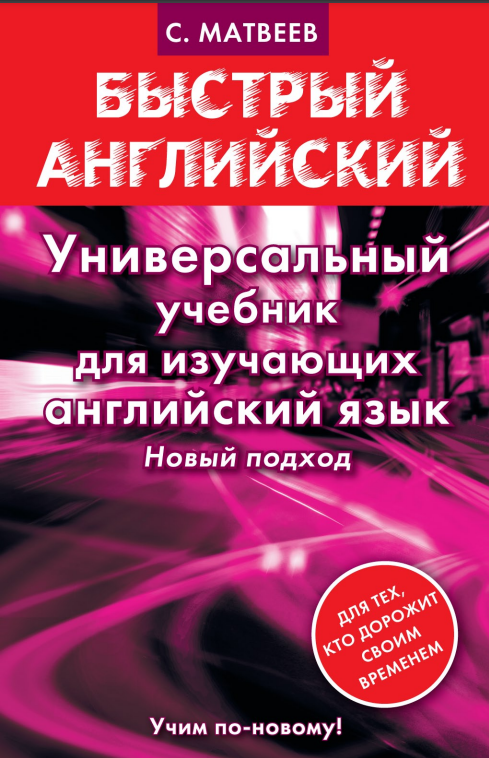 С. МАТВЕЕВ
БЫСТРЫЙ
АНГЛИЙСКИЙ
Универсальный
учебник
для изучающих
английский язык
Новый подход
ДЛЯ ТЕХ,
КТО ДОРОЖИТ
СВОИМ
ВРЕМЕНЕМ
Учим по-новому!